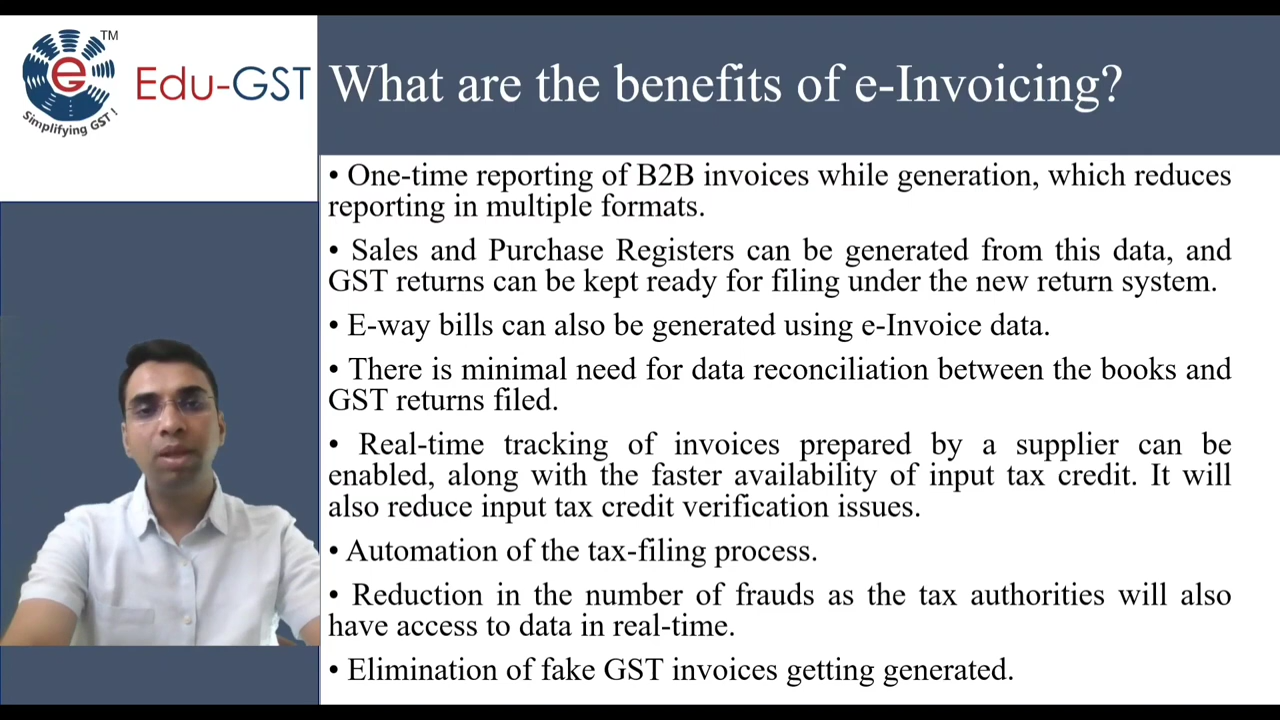 TM
e
Simplifying GST !
Edu-GST
What are the benefits of e-Invoicing?
• One-time reporting of B2B invoices while generation, which reduces
reporting in multiple formats.
• Sales and Purchase Registers can be generated from this data, and
GST returns can be kept ready for filing under the new return system.
• E-way bills can also be generated using e-Invoice data.
• There is minimal need for data reconciliation between the books and
GST returns filed.
• Real-time tracking of invoices prepared by a supplier can be
enabled, along with the faster availability of input tax credit. It will
also reduce input tax credit verification issues.
• Automation of the tax-filing process.
• Reduction in the number of frauds as the tax authorities will also
have access to data in real-time.
• Elimination of fake GST invoices getting generated.